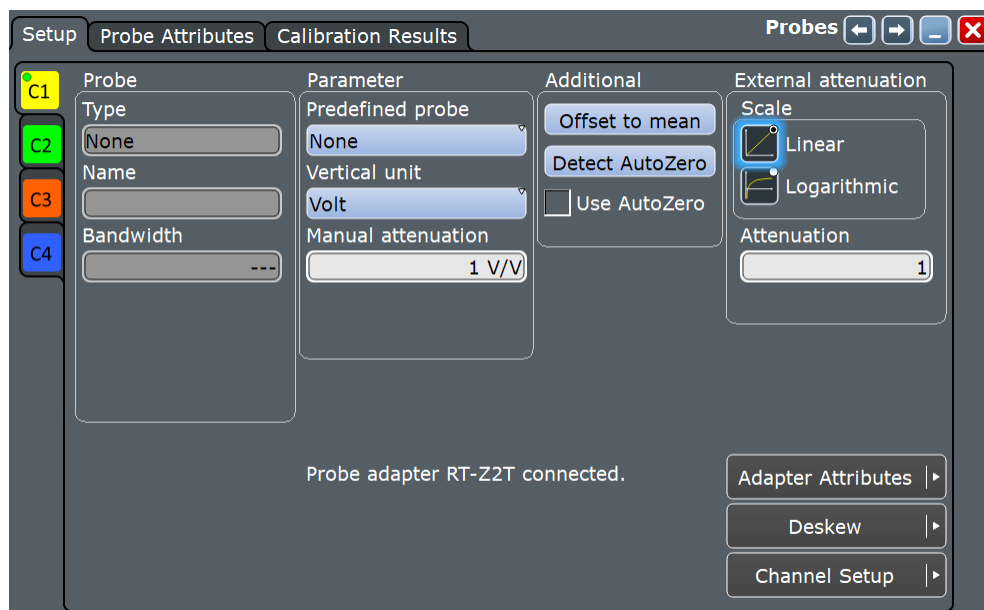 Setup
Probe Attributes
Calibration Results
Probes
C1
C2
C3
C4
Probe
Type
None
Name
Bandwidth
---
Parameter
Predefined probe
None
Vertical unit
Volt
Manual attenuation
1 V/V
Additional
Offset to mean
Detect AutoZero
Use AutoZero
External attenuation
Scale
Linear
Logarithmic
Attenuation
1
Probe adapter RT-Z2T connected.
Adapter Attributes
Deskew
Channel Setup